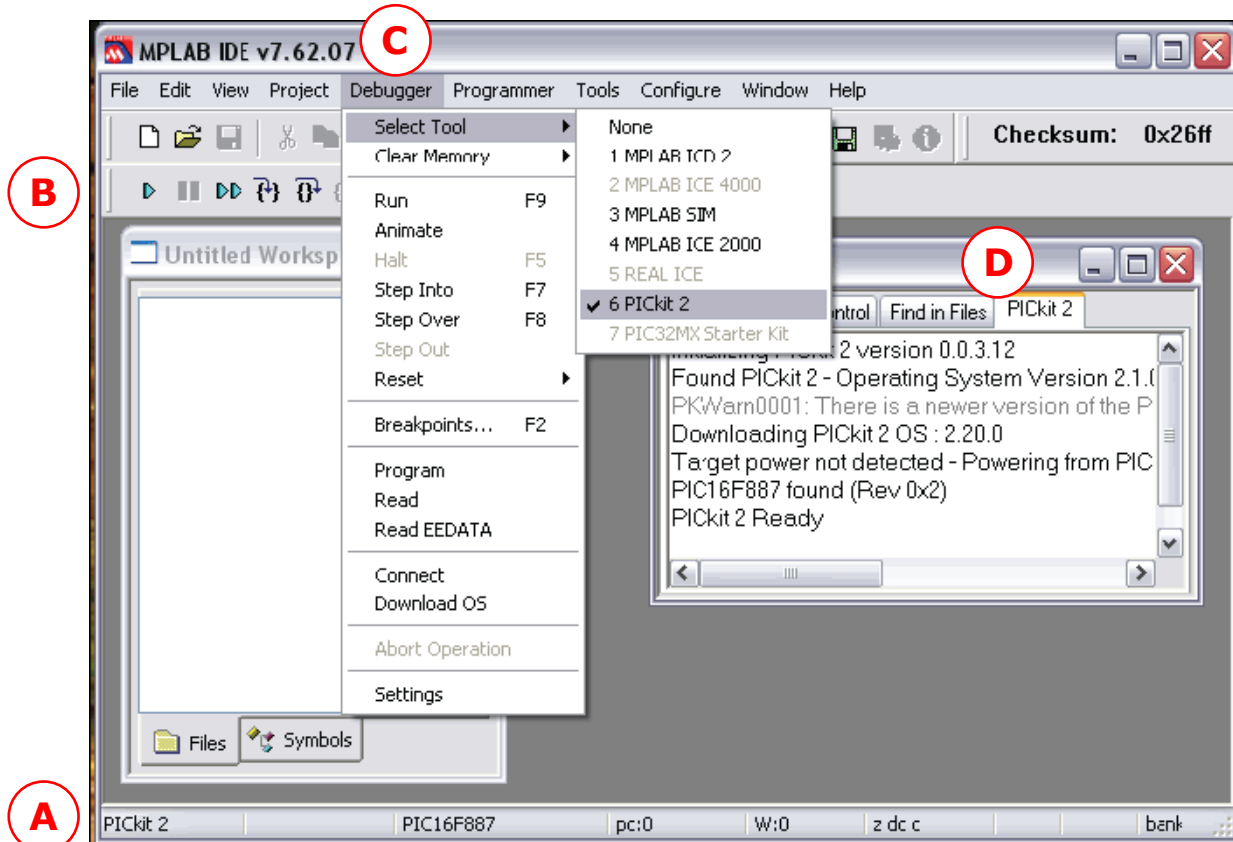 C
MPLAB IDE v7.62.07
File Edit View Project Debugger Programmer Tools Configure Window Help
Checksum: 0x26ff
B
Select Tool
Clear Memory
Run F9
Animate
Halt F5
Step Into F7
Step Over F8
Step Out
Reset
Breakpoints... F2
Program
Read
Read EEDATA
Connect
Download OS
Abort Operation
Settings
None
1 MPLAB ICD 2
2 MPLAB ICE 4000
3 MPLAB SIM
4 MPLAB ICE 2000
5 REAL ICE
6 PICkit 2
7 PIC32MX Starter Kit
Untitled Worksp
Files Symbols
D
ntrol Find in Files PICkit 2
2 version 0.0.3.12
Found PICkit 2 - Operating System Version 2.1.(
PKWarn0001: There is a newer version of the P
Downloading PICkit 2 OS : 2.20.0
Target power not detected - Powering from PIC
PIC16F887 found (Rev 0x2)
PICkit 2 Ready
A
PICkit 2 PIC16F887 pc:0 W:0 z dc c bank